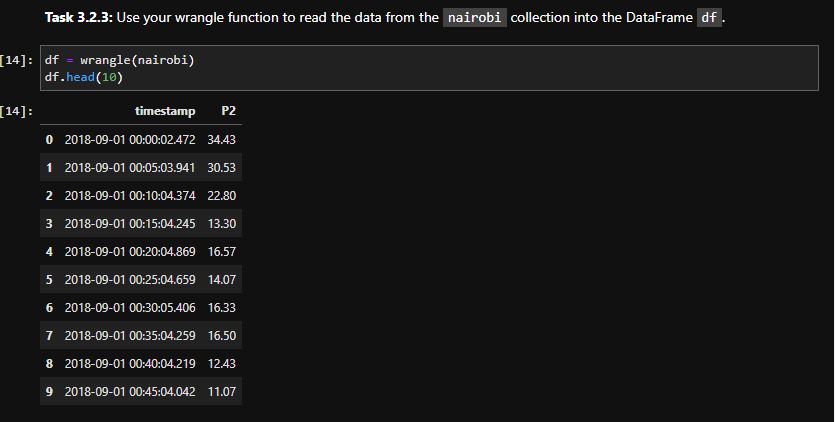 Task 3.2.3: Use your wrangle function to read the data from the nairobi collection into the DataFrame df.
[14]: df = wrangle(nairobi)
df.head(10)
[14]: timestamp P2
0 2018-09-01 00:00:02.472 34.43
1 2018-09-01 00:05:03.941 30.53
2 2018-09-01 00:10:04.374 22.80
3 2018-09-01 00:15:04.245 13.30
4 2018-09-01 00:20:04.869 16.57
5 2018-09-01 00:25:04.659 14.07
6 2018-09-01 00:30:05.406 16.33
7 2018-09-01 00:35:04.259 16.50
8 2018-09-01 00:40:04.219 12.43
9 2018-09-01 00:45:04.042 11.07